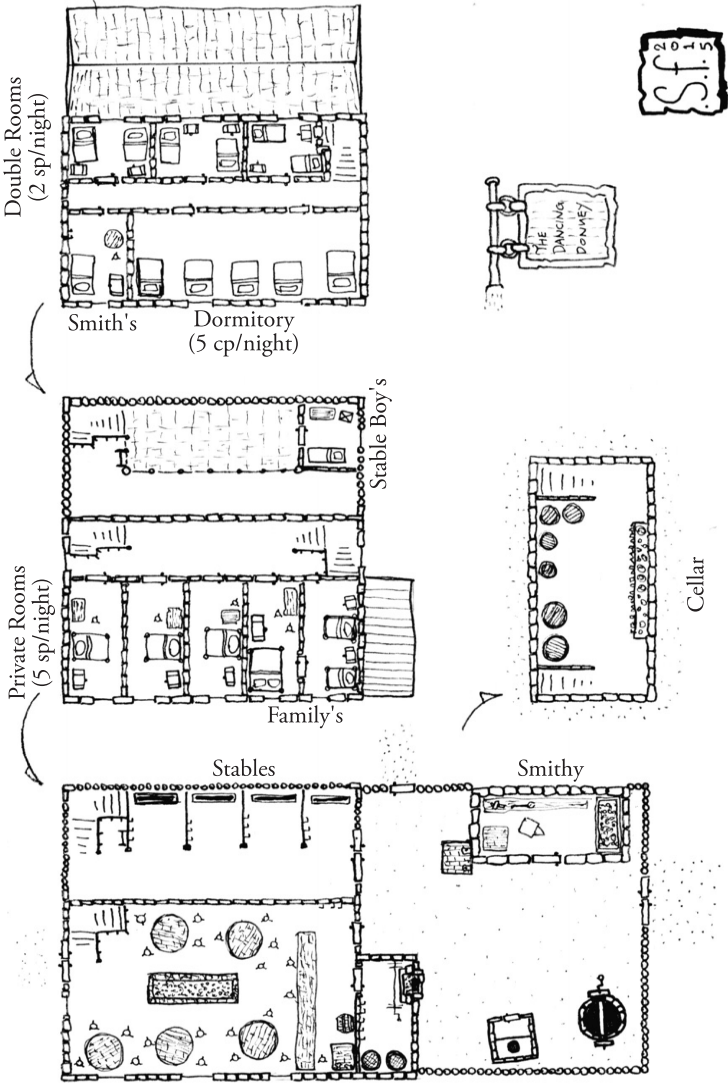 Double Rooms
(2 sp/night)
S.f.
2015
THE
DANCING
DONKEY
Smith's
Dormitory
(5 cp/night)
Stable Boy's
Private Rooms
(5 sp/night)
Cellar
Family's
Stables
Smithy